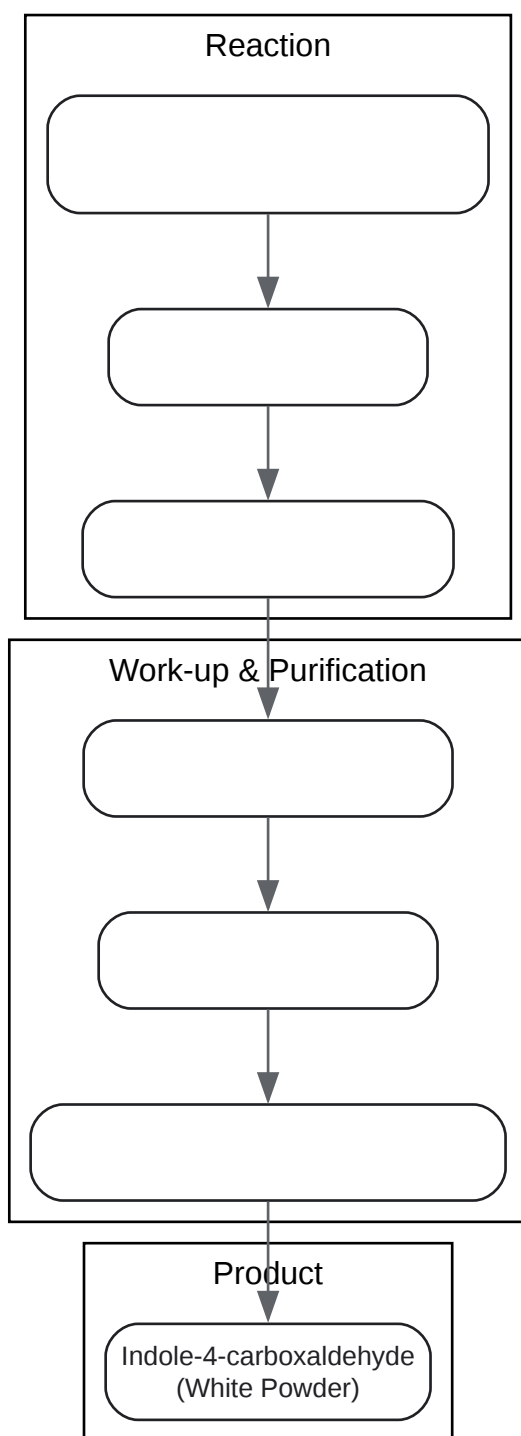 Reaction
Work-up & Purification
Product
Indole-4-carboxaldehyde
(White Powder)